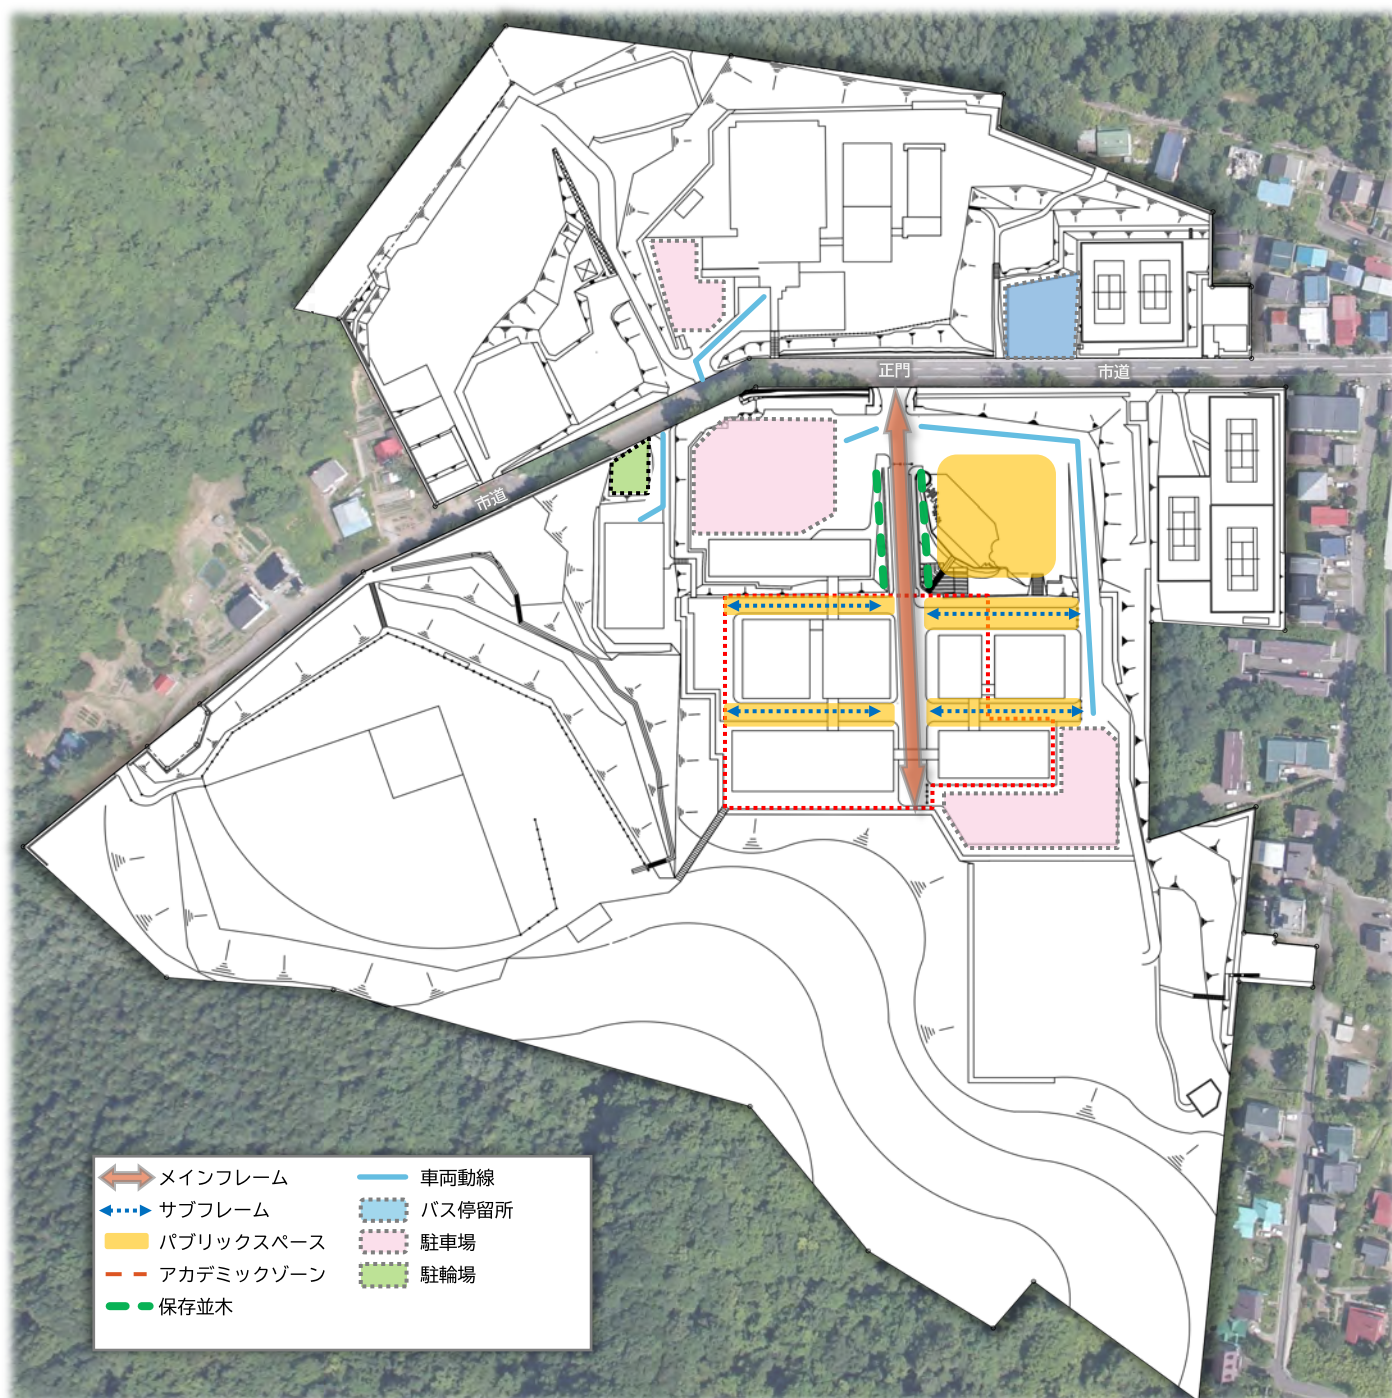 正門
市道
市道
メインフレーム
サブフレーム
パブリックスペース
アカデミックゾーン
保存並木
車両動線
バス停留所
駐車場
駐輪場